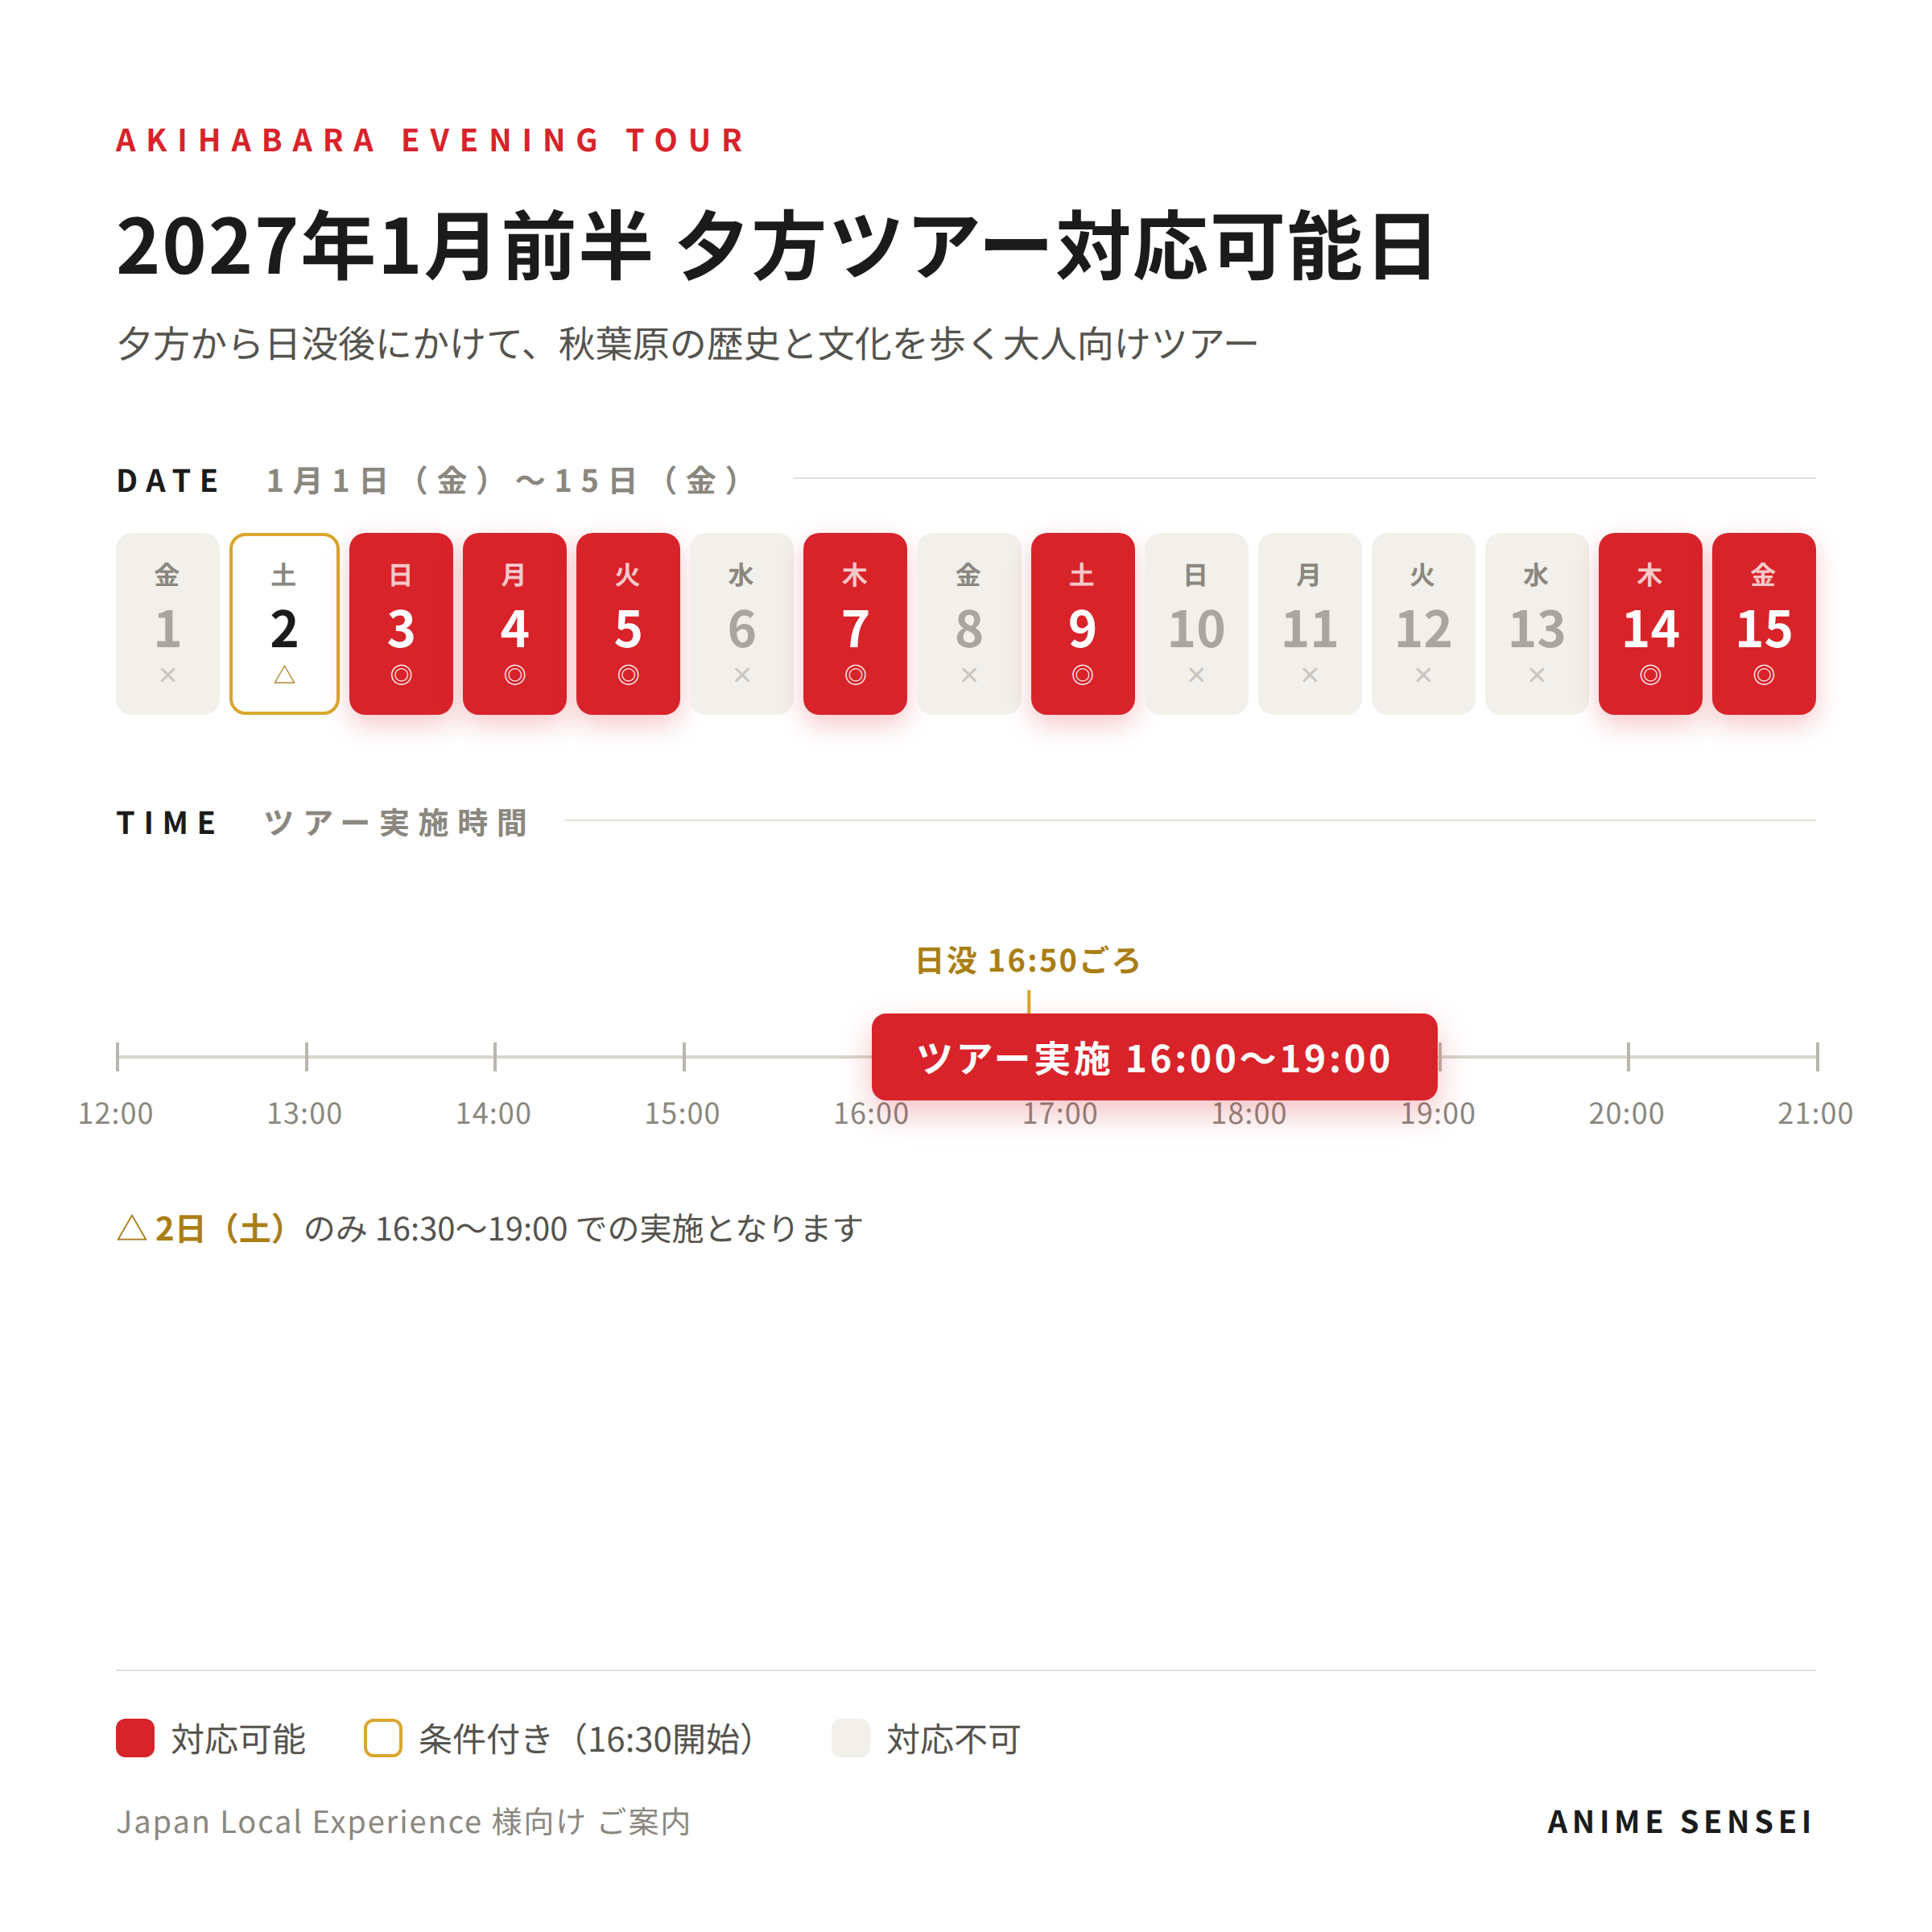 AKIHABARA EVENING TOUR
2027年1月前半 夕方ツアー対応可能日
夕方から日没後にかけて、秋葉原の歴史と文化を歩く大人向けツアー
DATE 1月1日（金）〜15日（金）
金 土 日 月 火 水 木 金 土 日 月 火 水 木 金
1 2 3 4 5 6 7 8 9 10 11 12 13 14 15
× △ ◎ ◎ ◎ × ◎ × ◎ × × × × ◎ ◎
TIME ツアー実施時間
日没 16:50ごろ
ツアー実施 16:00〜19:00
12:00 13:00 14:00 15:00 16:00 17:00 18:00 19:00 20:00 21:00
△ 2日（土）のみ 16:30〜19:00 での実施となります
対応可能 条件付き（16:30開始） 対応不可
Japan Local Experience 様向け ご案内 ANIME SENSEI